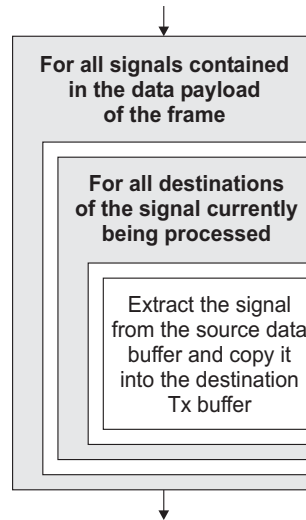 For all signals contained
in the data payload
of the frame
For all destinations
of the signal currently
being processed
Extract the signal
from the source data
buffer and copy it
into the destination
Tx buffer